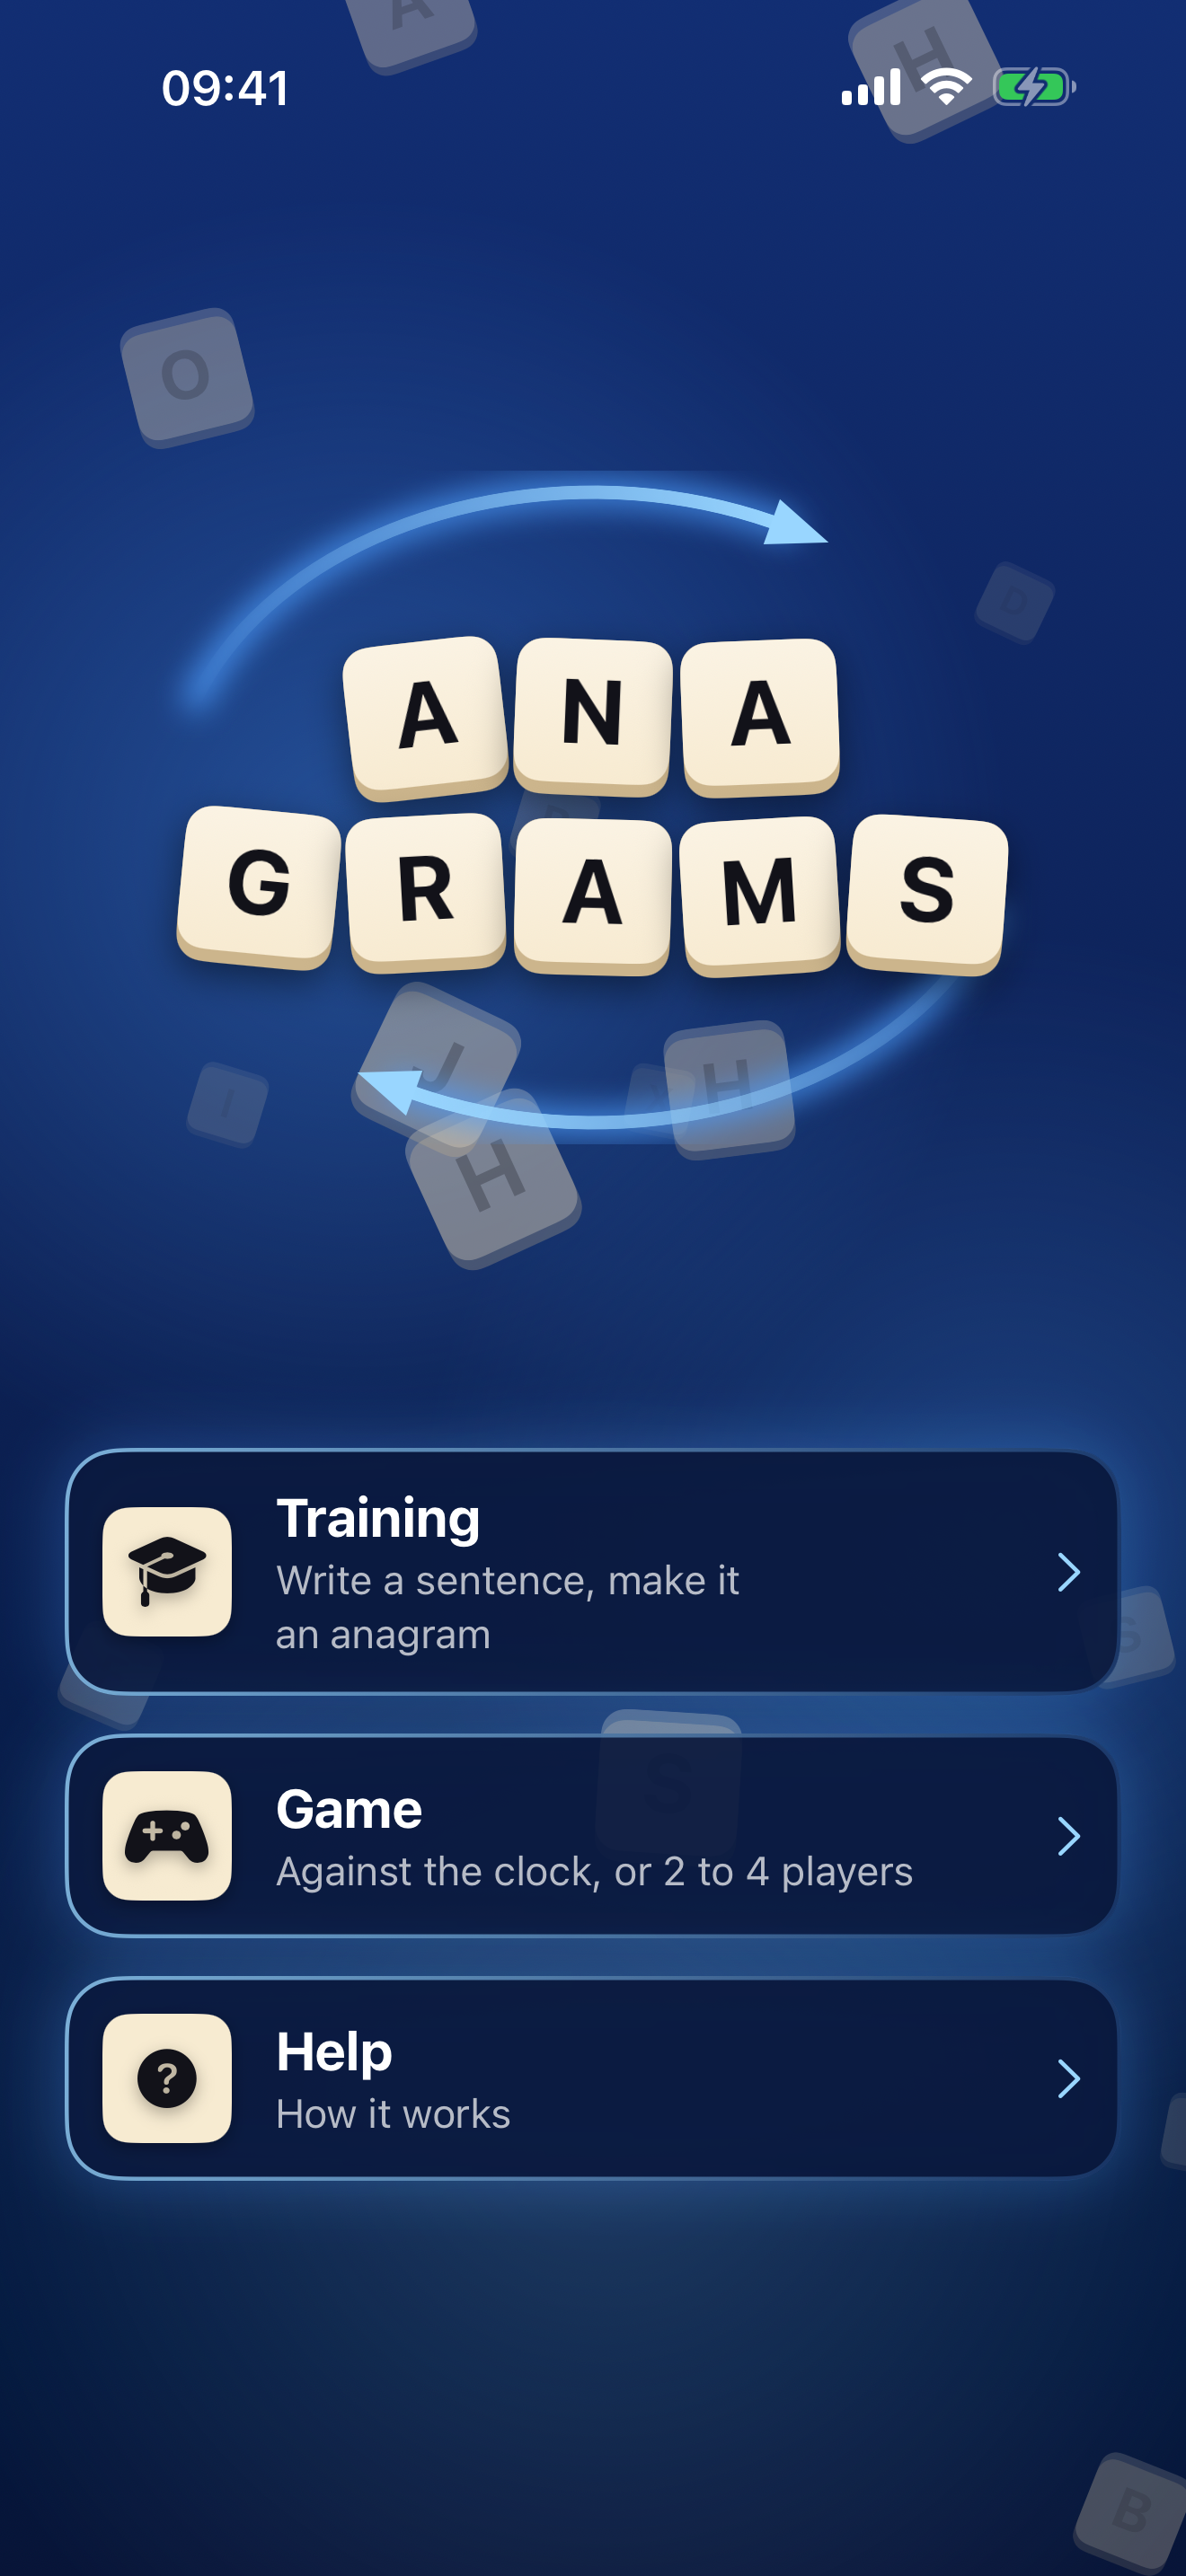 A
H
09:41
O
D
ANA
GRAMS
J
H
H
Training
Write a sentence, make it
an anagram
S
S
Game
Against the clock, or 2 to 4 players
Help
How it works
B